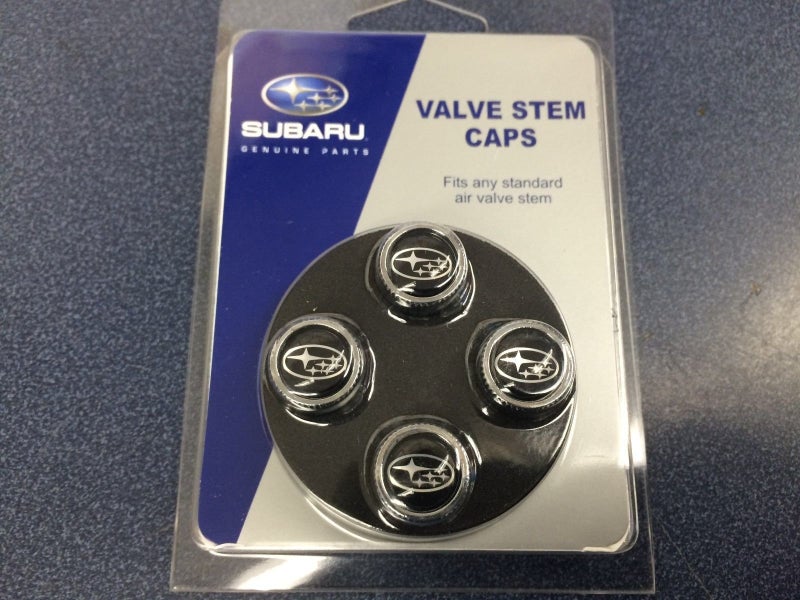 SUBARU
GENUINE PARTS
VALVE STEM
CAPS
Fits any standard
air valve stem